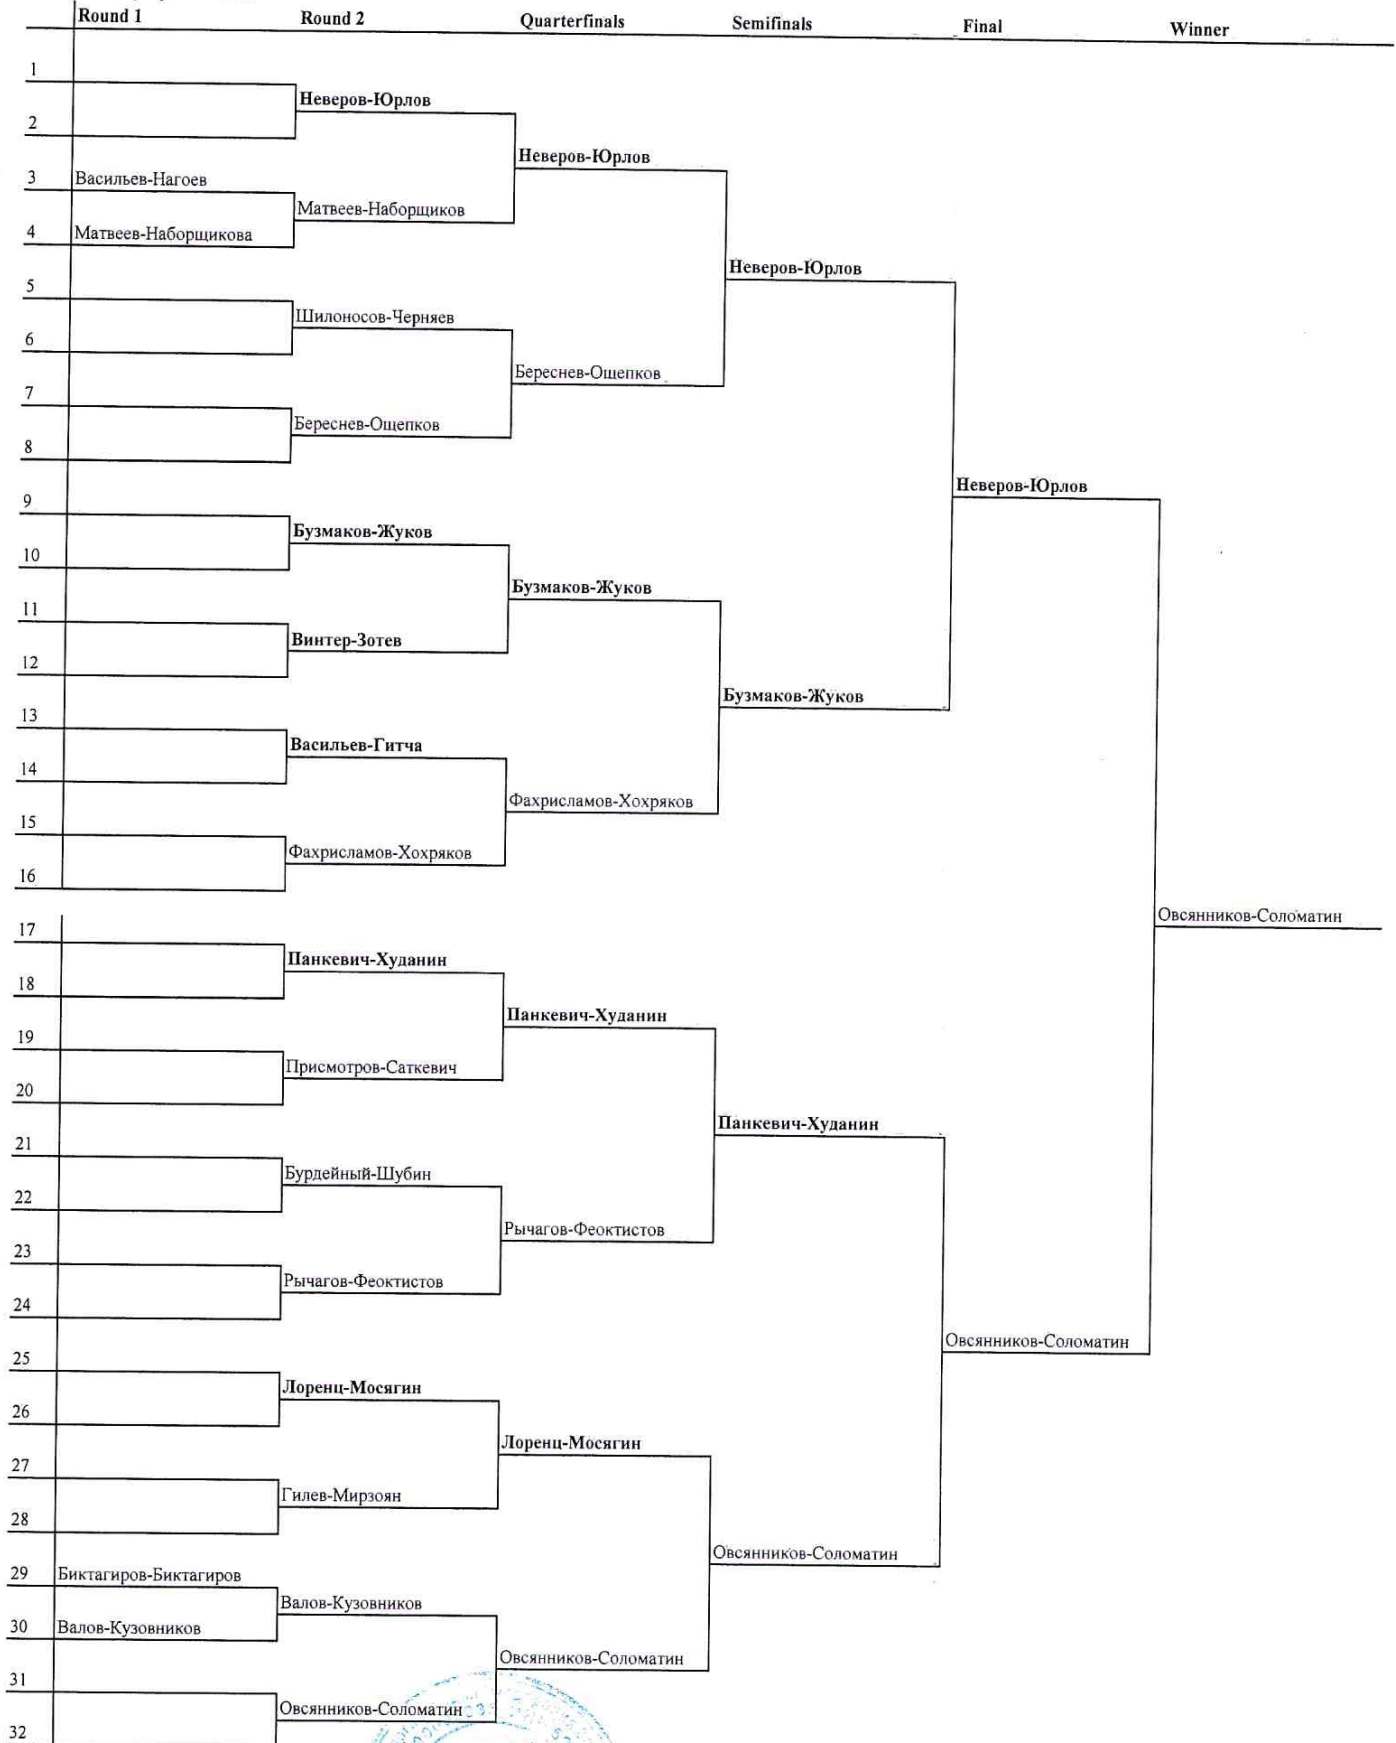 Round 1 Round 2 Quarterfinals Semifinals Final Winner
1
Неверов-Юрлов
2
Неверов-Юрлов
3 Васильев-Нагоев
Матвеев-Наборщиков
4 Матвеев-Наборщикова
Неверов-Юрлов
5
Шилоносов-Черняев
6
Береснев-Ощепков
7
Береснев-Ощепков
8
Неверов-Юрлов
9
Бузмаков-Жуков
10
Бузмаков-Жуков
11
Винтер-Зотев
12
Бузмаков-Жуков
13
Васильев-Гитча
14
Фахрисламов-Хохряков
15
Фахрисламов-Хохряков
16
Овсянников-Соломатин
17
Панкевич-Худанин
18
Панкевич-Худанин
19
Присмотров-Саткевич
20
Панкевич-Худанин
21
Бурдейный-Шубин
22
Рычагов-Феоктистов
23
Рычагов-Феоктистов
24
Овсянников-Соломатин
25
Лоренц-Мосягин
26
Лоренц-Мосягин
27
Гилев-Мирзоян
28
Овсянников-Соломатин
29 Биктагиров-Биктагиров
Валов-Кузовников
30 Валов-Кузовников
Овсянников-Соломатин
31
Овсянников-Соломатин
32